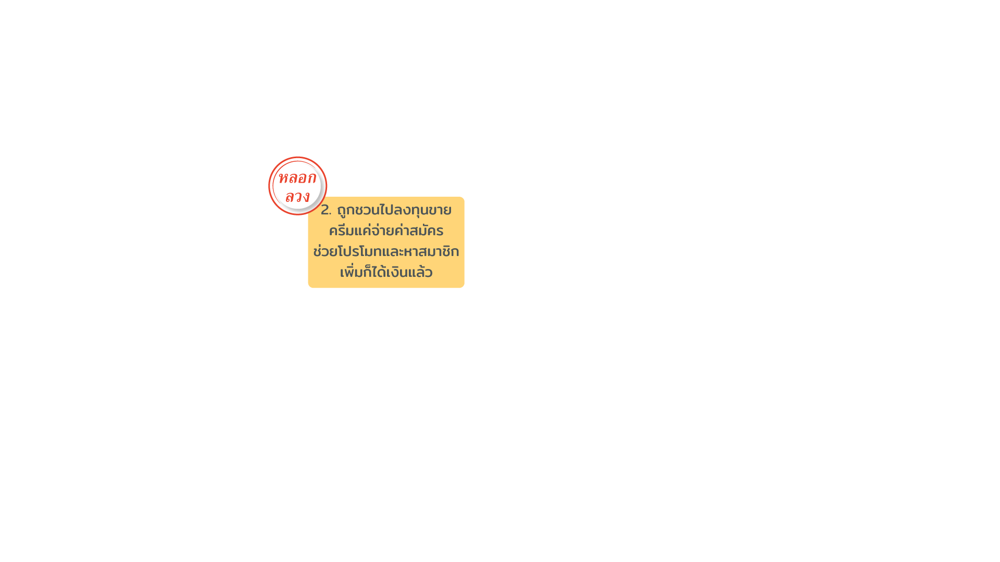 หลอก
ลวง
2. ถูกชวนไปลงทุนขาย
ครีมแค่จ่ายค่าสมัคร
ช่วยโปรโมทและหาสมาชิก
เพิ่มก็ได้เงินแล้ว